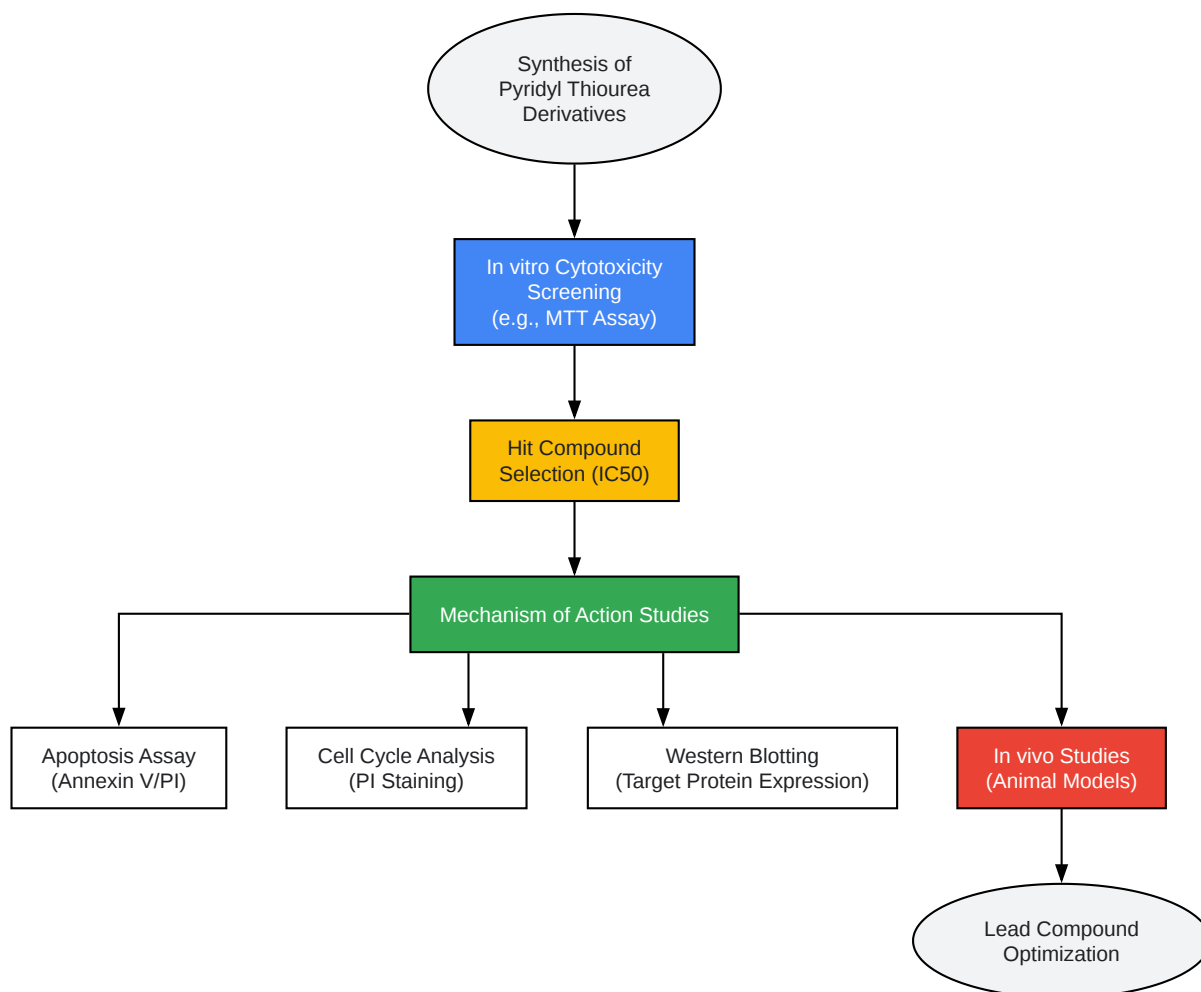 Synthesis of
Pyridyl Thiourea
Derivatives
In vitro Cytotoxicity
Screening
(e.g., MTT Assay)
Hit Compound
Selection (IC50)
Mechanism of Action Studies
Apoptosis Assay
(Annexin V/PI)
Cell Cycle Analysis
(PI Staining)
Western Blotting
(Target Protein Expression)
In vivo Studies
(Animal Models)
Lead Compound
Optimization